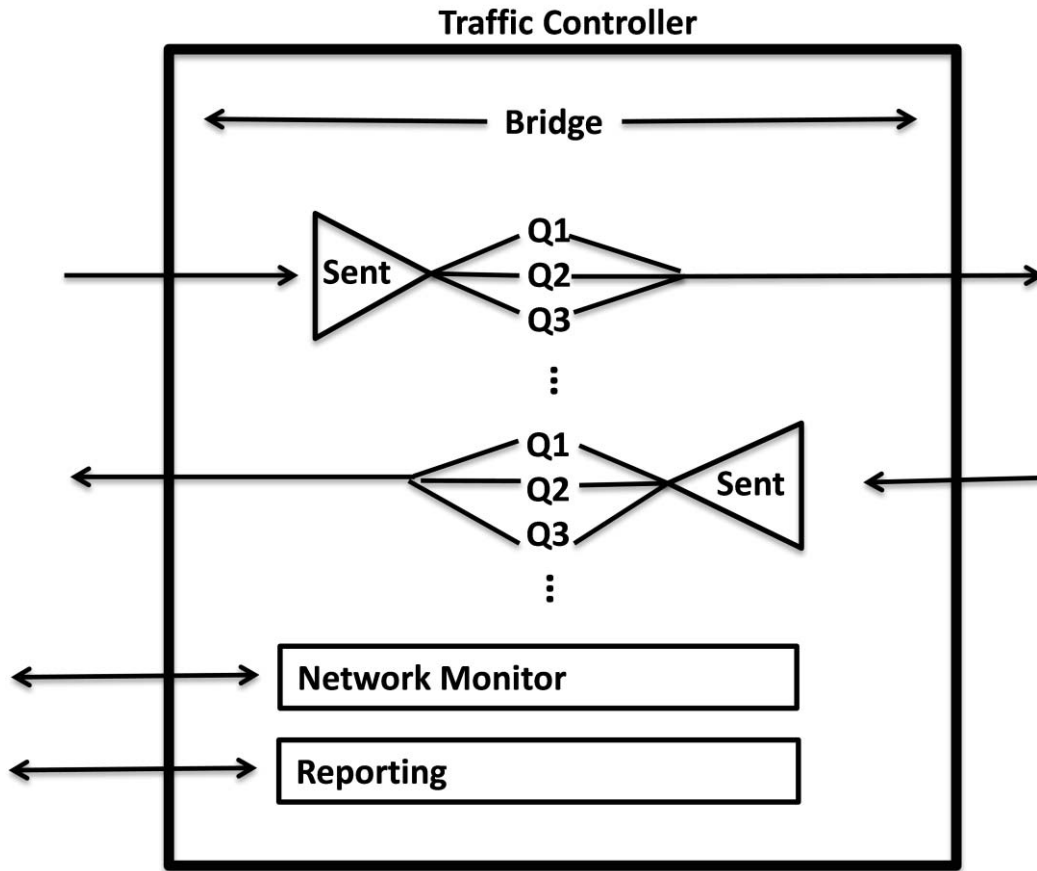 Traffic Controller
Bridge
Sent
Q1
Q2
Q3
...
Q1
Q2
Q3
Sent
...
Network Monitor
Reporting